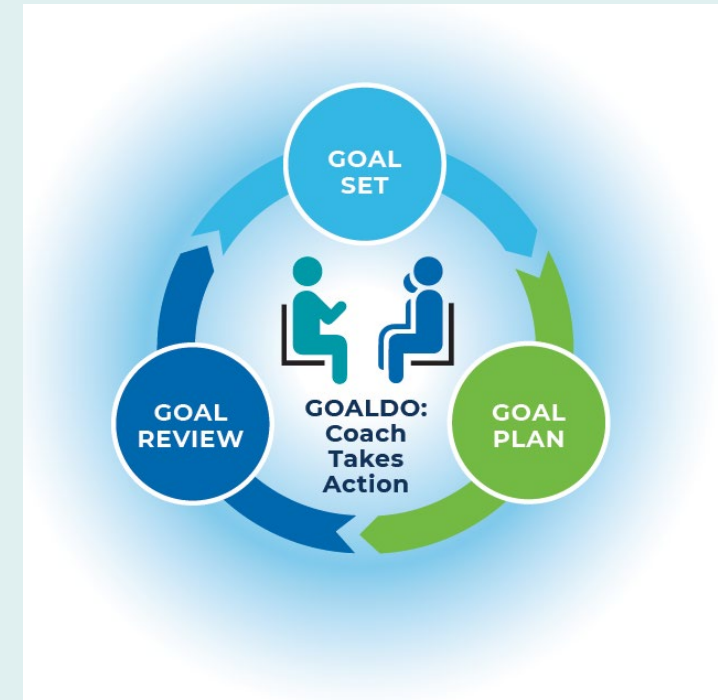 GOAL
SET
GOAL
REVIEW
GOALDO:
Coach
Takes
Action
GOAL
PLAN